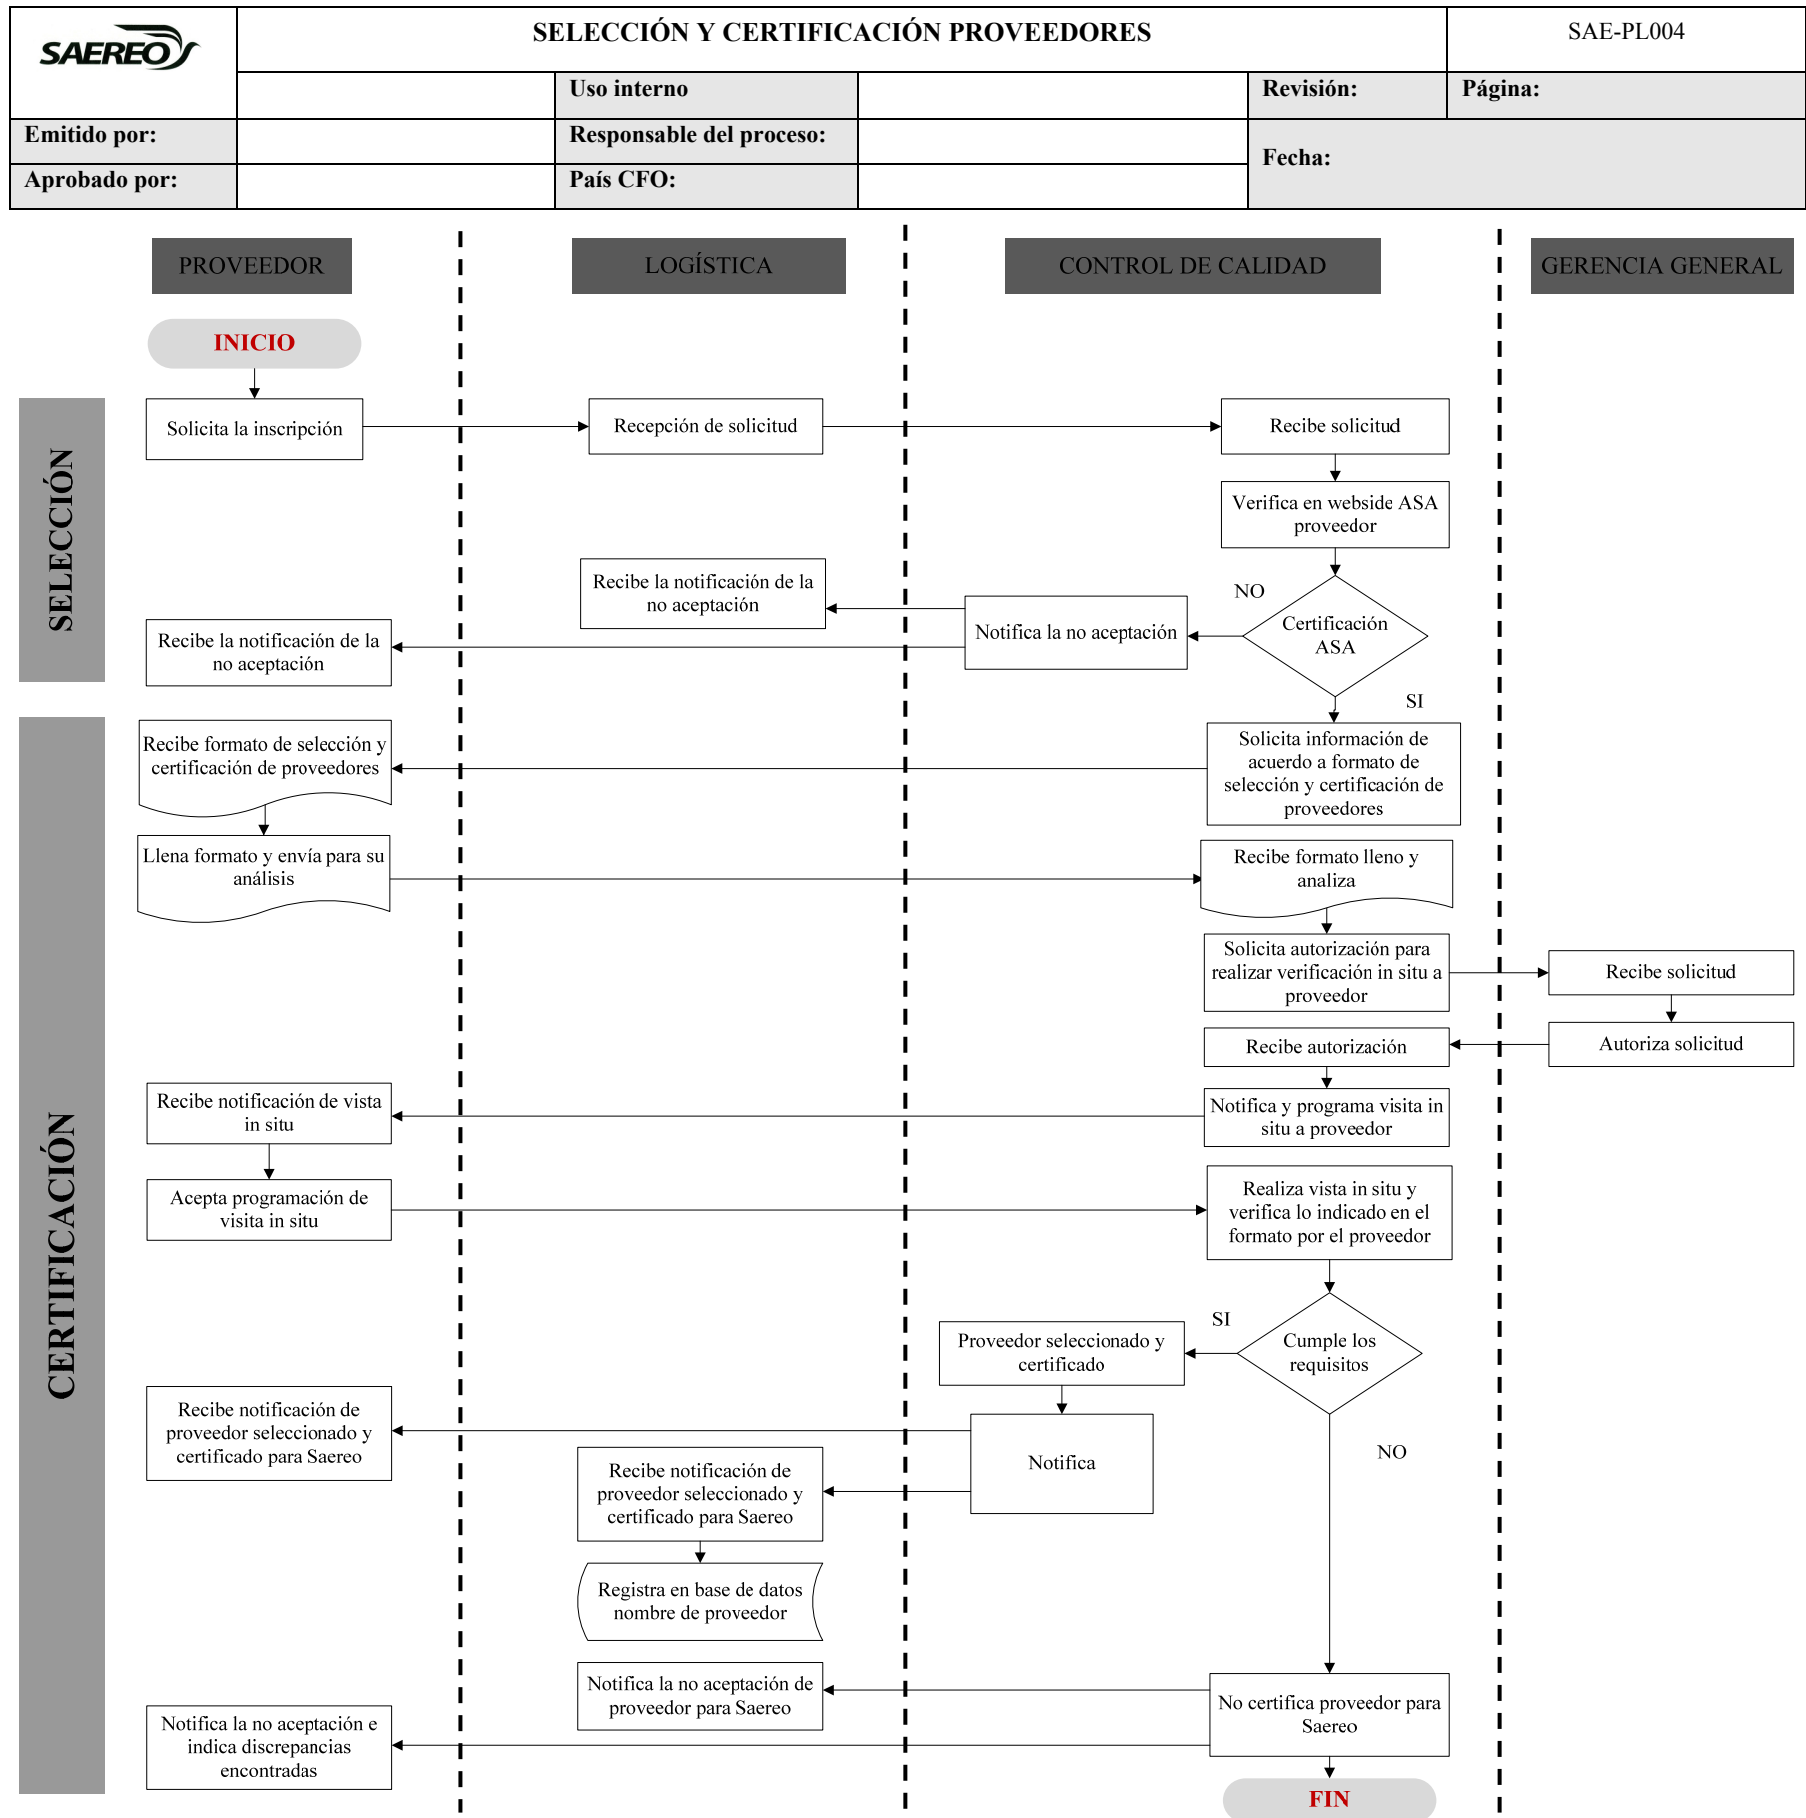 SAEREO
SELECCIÓN Y CERTIFICACIÓN PROVEEDORES
SAE-PL004
Uso interno
Revisión:
Página:
Emitido por:
Responsable del proceso:
Fecha:
Aprobado por:
País CFO:
PROVEEDOR
LOGÍSTICA
CONTROL DE CALIDAD
GERENCIA GENERAL
INICIO
SELECCIÓN
Solicita la inscripción
Recepción de solicitud
Recibe solicitud
Verifica en webside ASA
proveedor
Certificación
ASA
NO
Notifica la no aceptación
Recibe la notificación de la
no aceptación
Recibe la notificación de la
no aceptación
SI
CERTIFICACIÓN
Solicita información de
acuerdo a formato de
selección y certificación de
proveedores
Recibe formato de selección y
certificación de proveedores
Llena formato y envía para su
análisis
Recibe formato lleno y
analiza
Solicita autorización para
realizar verificación in situ a
proveedor
Recibe solicitud
Autoriza solicitud
Recibe autorización
Notifica y programa visita in
situ a proveedor
Recibe notificación de vista
in situ
Acepta programación de
visita in situ
Realiza vista in situ y
verifica lo indicado en el
formato por el proveedor
Cumple los
requisitos
SI
Proveedor seleccionado y
certificado
Notifica
Recibe notificación de
proveedor seleccionado y
certificado para Saereo
Recibe notificación de
proveedor seleccionado y
certificado para Saereo
Registra en base de datos
nombre de proveedor
NO
No certifica proveedor para
Saereo
Notifica la no aceptación de
proveedor para Saereo
Notifica la no aceptación e
indica discrepancias
encontradas
FIN